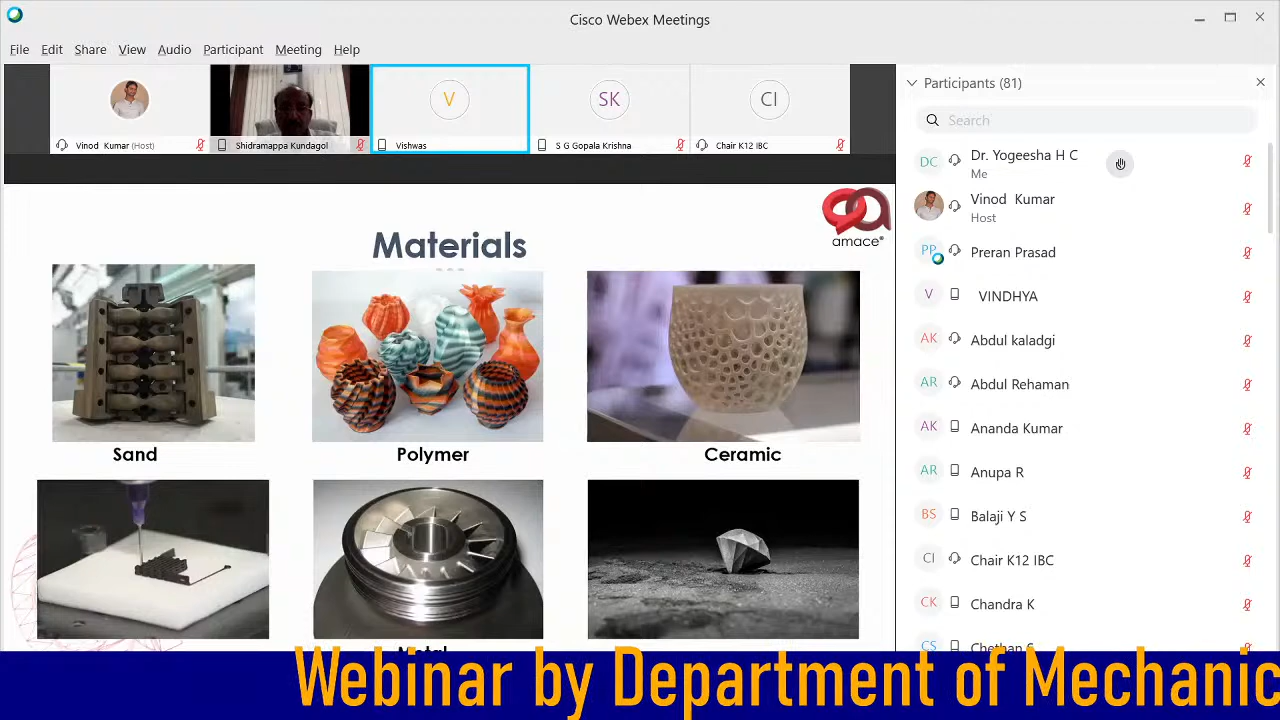 Cisco Webex Meetings
File Edit Share View Audio Participant Meeting Help
Vinod Kumar (Host)
Shidramappa Kundagol
V
Vishwas
SK
S G Gopala Krishna
CI
Chair K12 IBC
Participants (81)
Search
DC Dr. Yogeesha H C
Me
Vinod Kumar
Host
PP Preran Prasad
V VINDHYA
AK Abdul kaladgi
AR Abdul Rehaman
AK Ananda Kumar
AR Anupa R
BS Balaji Y S
CI Chair K12 IBC
CK Chandra K
CS Chethan S
amace®
Materials
Sand
Polymer
Ceramic
Metal
Webinar by Department of Mechanic